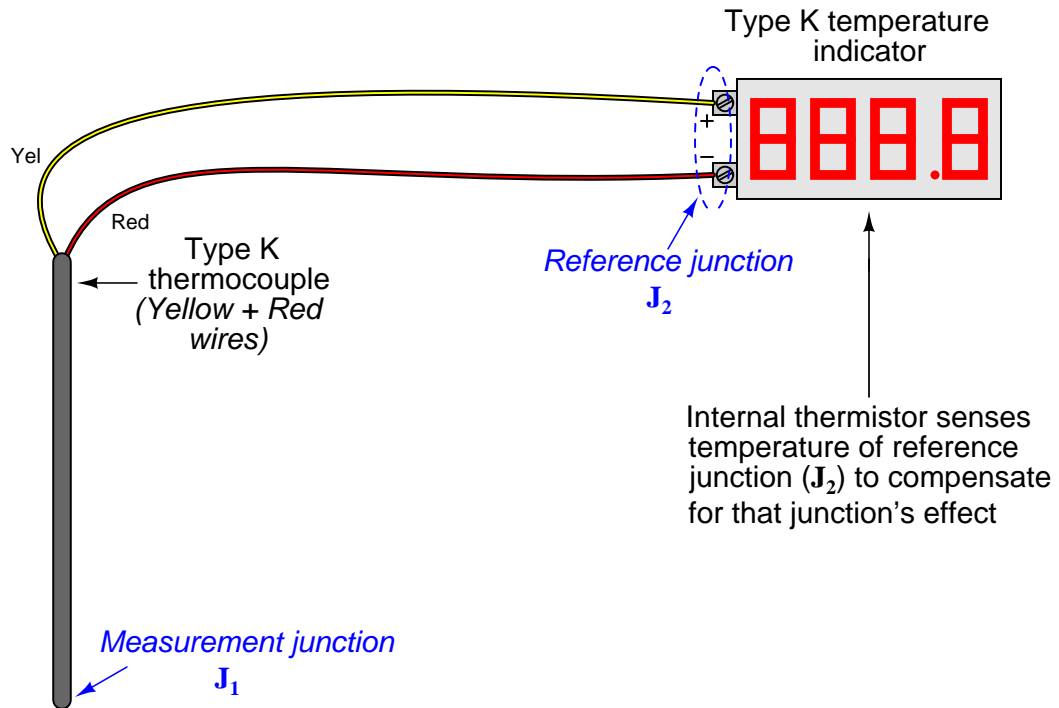 Type K temperature
indicator
+
–
888.8
Yel
Red
Type K
thermocouple
(Yellow + Red
wires)
Reference junction
J2
Internal thermistor senses
temperature of reference
junction (J2) to compensate
for that junction's effect
Measurement junction
J1